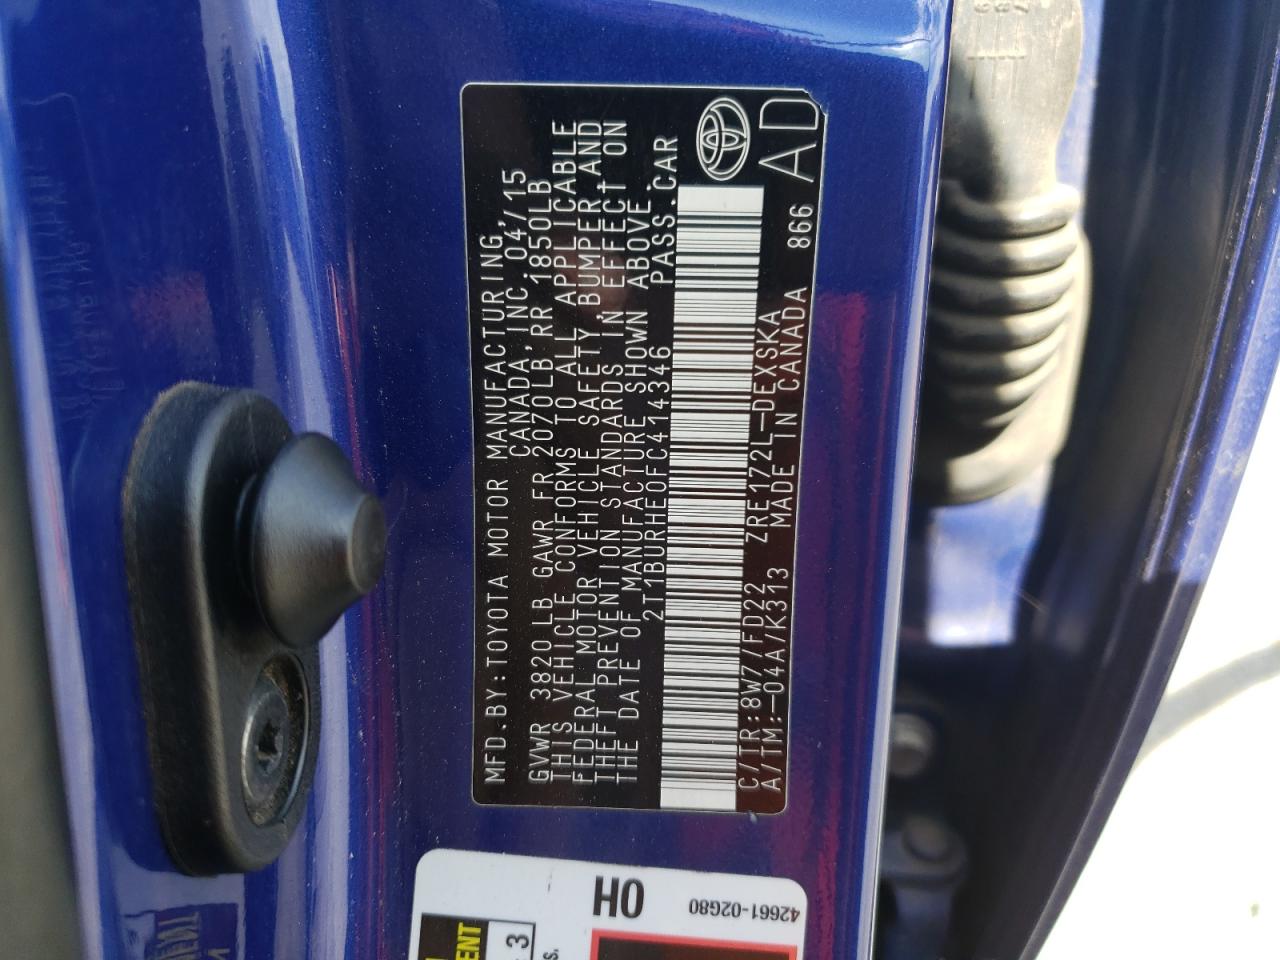 MFD.BY:TOYOTA MOTOR MANUFACTURING,
CANADA,INC.04/15
GVWR 3820 LB GAWR FR 2070LB,RR 1850LB
THIS VEHICLE CONFORMS TO ALL APPLICABLE
FEDERAL MOTOR VEHICLE SAFETY,BUMPER,AND
THEFT PREVENTION STANDARDS IN EFFECT ON
THE DATE OF MANUFACTURE SHOWN ABOVE.
2T1BURHE0FC414346 PASS.CAR
C/TR:8W7/FD22 ZRE172L-DEXSKA
A/TM:-04A/K313 MADE IN CANADA 866
AD
OH
42661-02G80
3